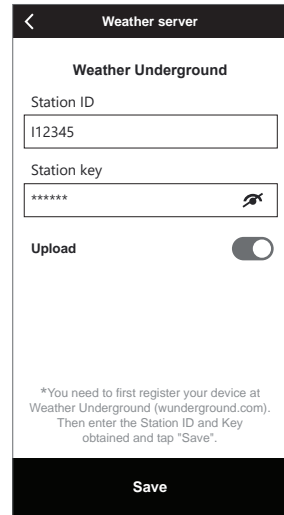 Weather server
Weather Underground
Station ID
I12345
Station key
******
Upload
*You need to first register your device at
Weather Underground (wunderground.com).
Then enter the Station ID and Key
obtained and tap "Save".
Save